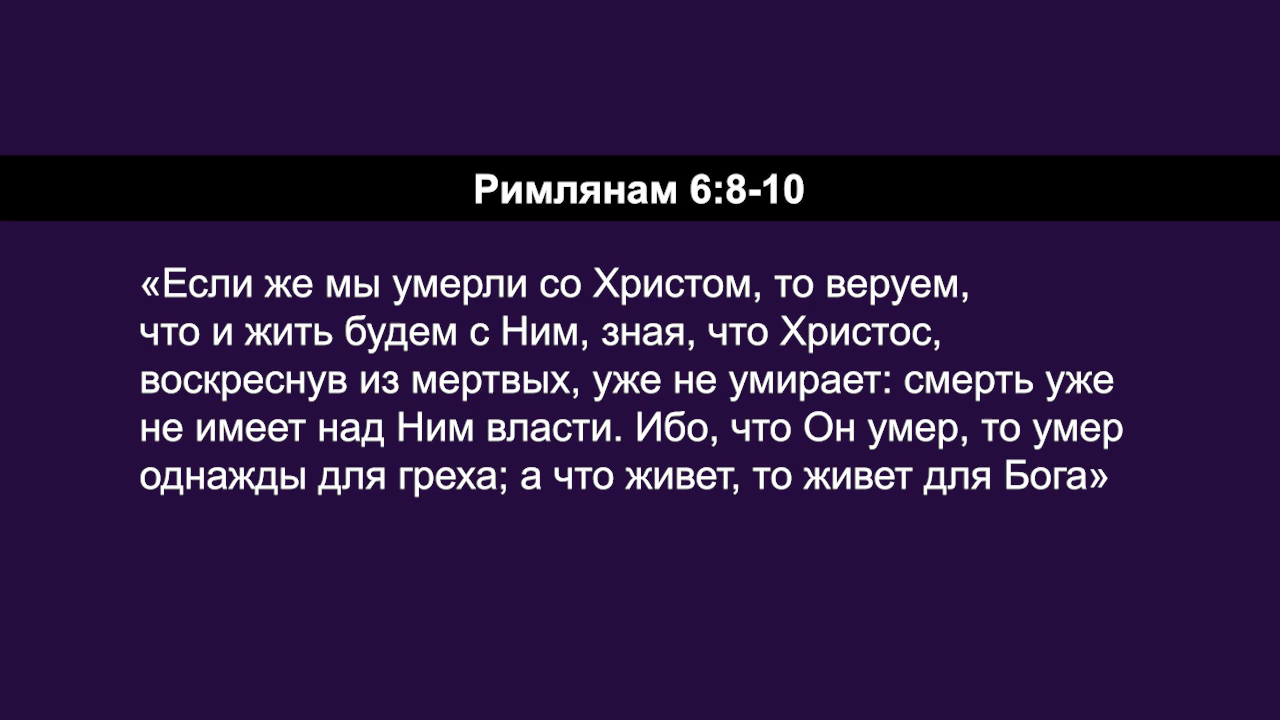 Римлянам 6:8-10
«Если же мы умерли со Христом, то веруем,
что и жить будем с Ним, зная, что Христос,
воскреснув из мертвых, уже не умирает: смерть уже
не имеет над Ним власти. Ибо, что Он умер, то умер
однажды для греха; а что живет, то живет для Бога»